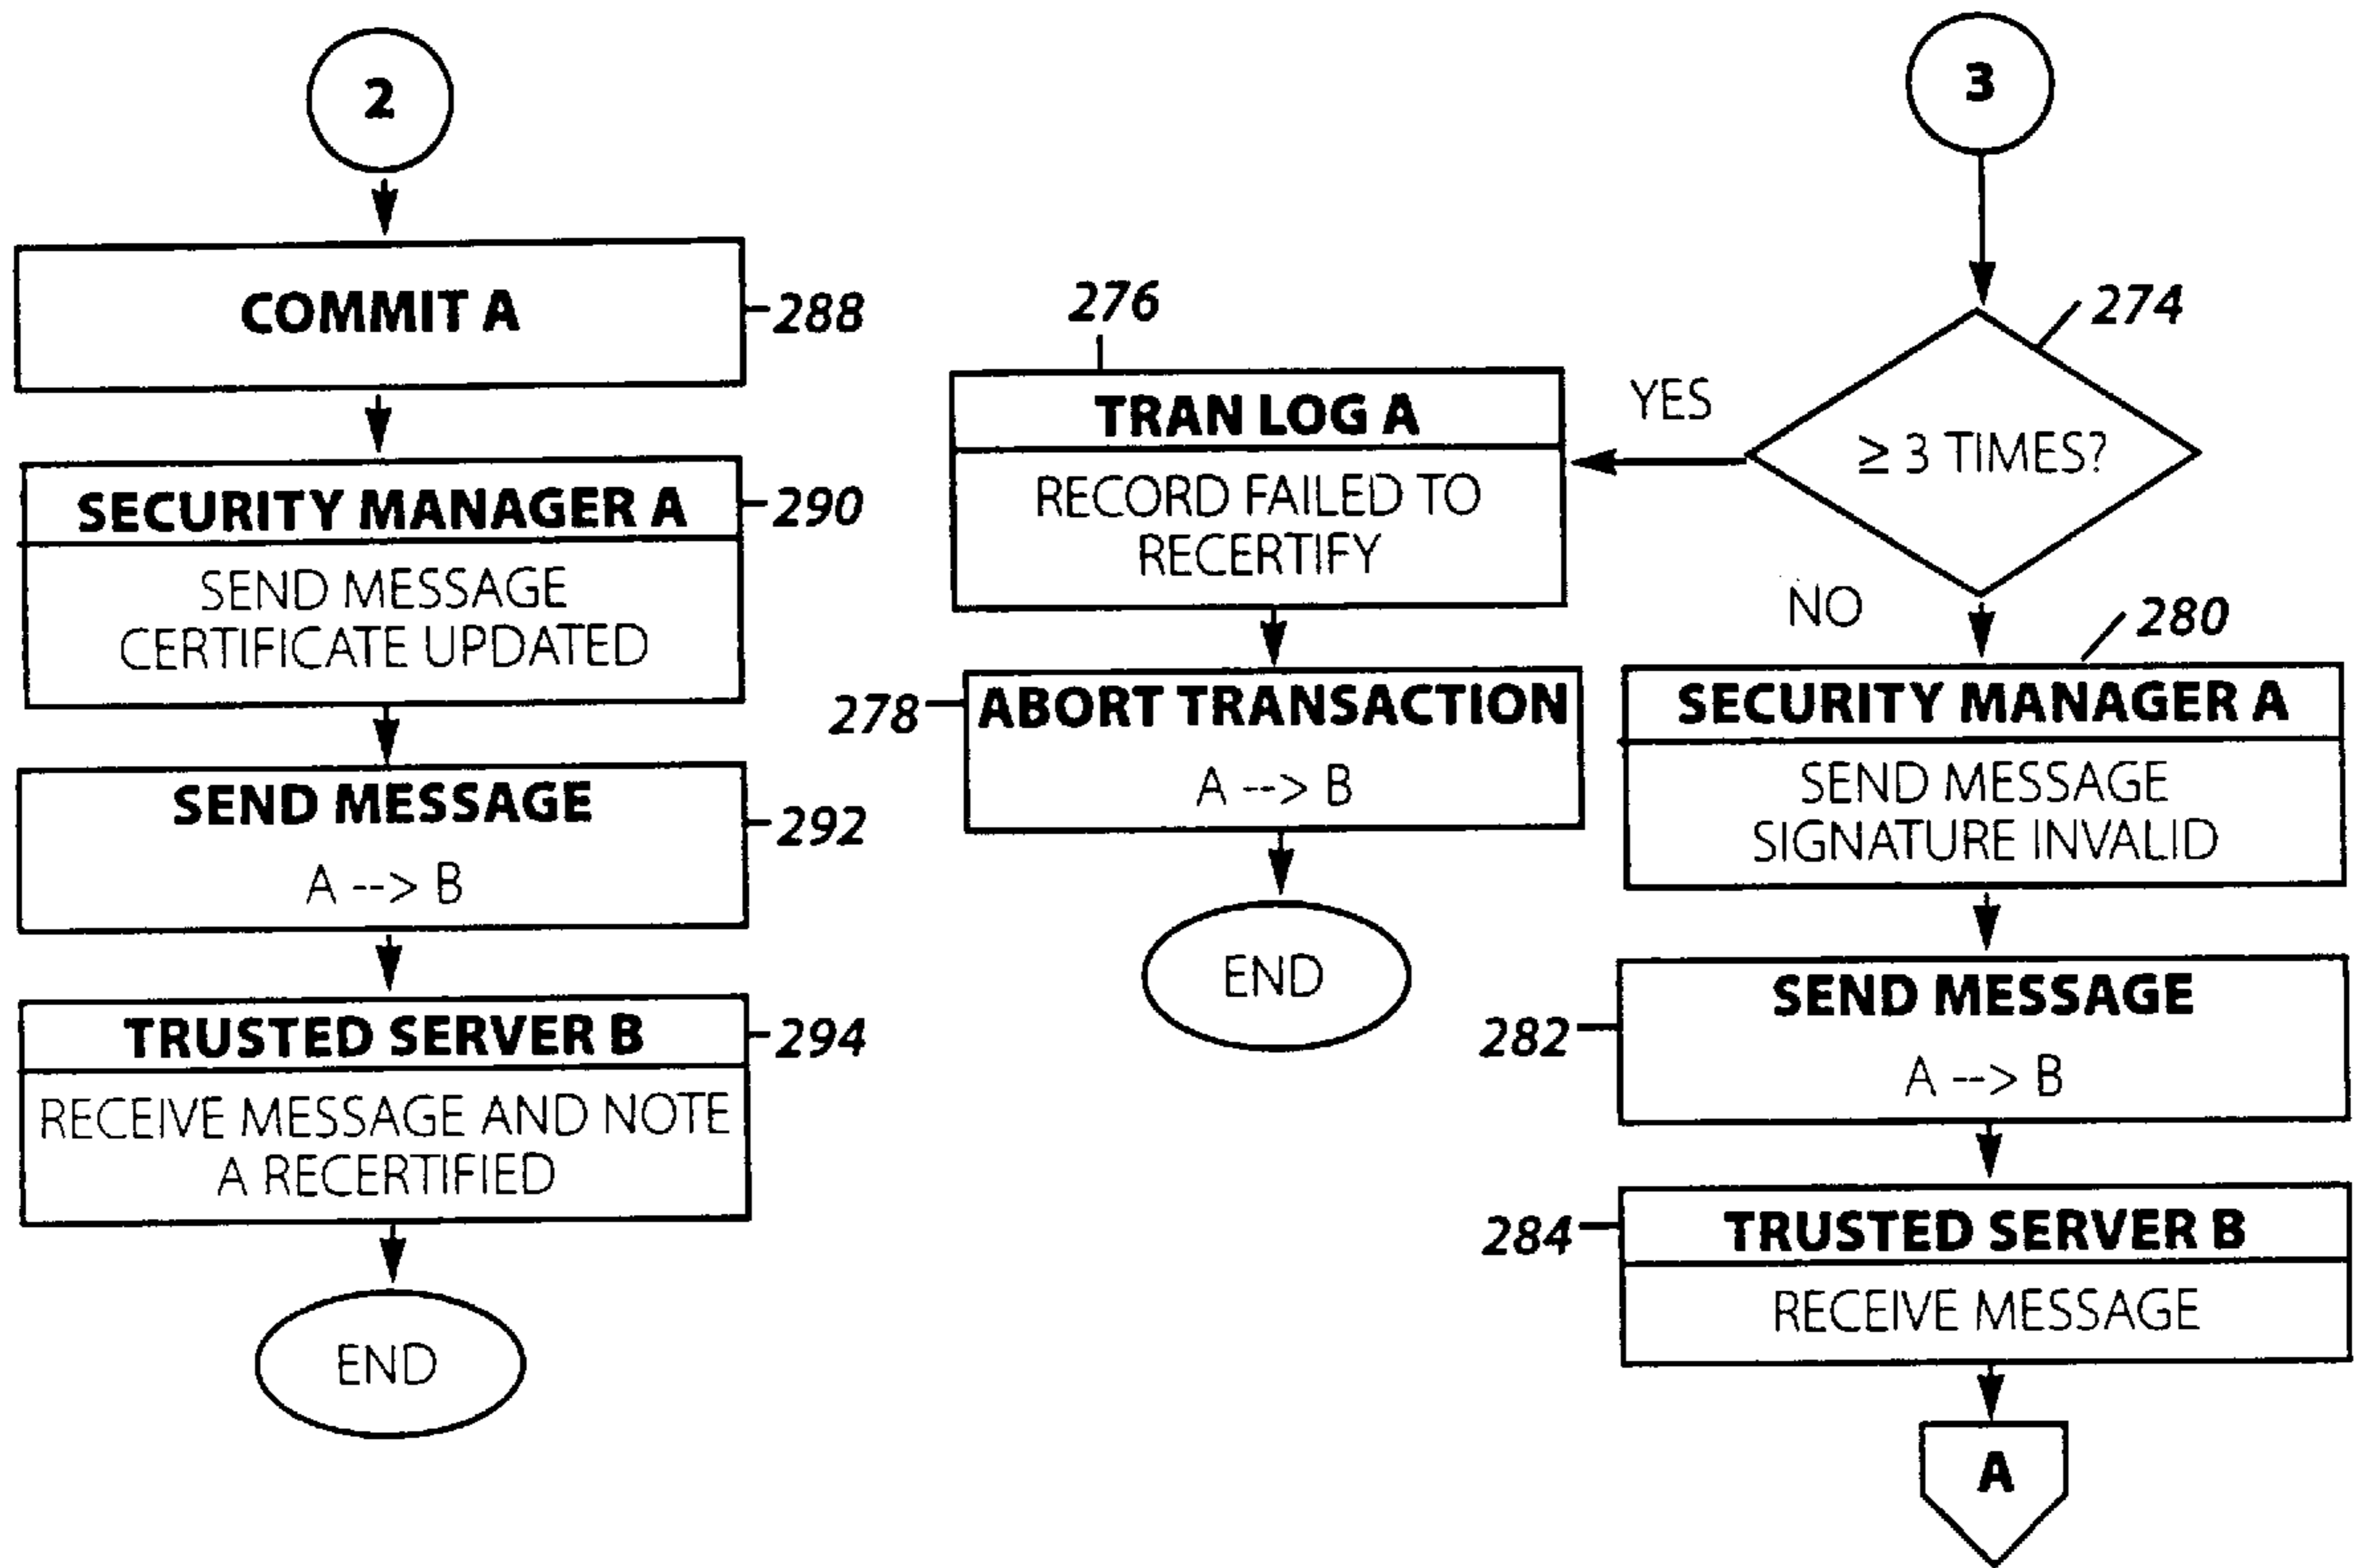 2
COMMIT A
288
SECURITY MANAGER A
290
SEND MESSAGE
CERTIFICATE UPDATED
SEND MESSAGE
292
A --> B
TRUSTED SERVER B
294
RECEIVE MESSAGE AND NOTE
A RECERTIFIED
END
276
TRAN LOG A
RECORD FAILED TO
RECERTIFY
278
ABORT TRANSACTION
A --> B
END
3
274
≥ 3 TIMES?
YES
NO
280
SECURITY MANAGER A
SEND MESSAGE
SIGNATURE INVALID
SEND MESSAGE
282
A --> B
284
TRUSTED SERVER B
RECEIVE MESSAGE
A